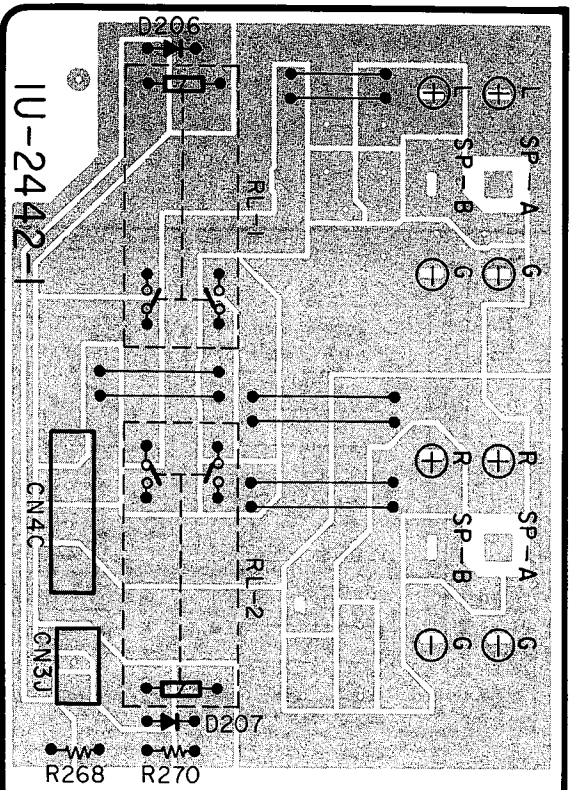 D206
1U-2442-1
RL-1
L
L
SP-A
SP-B
G
G
R
R
SP-A
SP-B
G
G
CN4C
RL-2
CN3J
D207
R268
R270